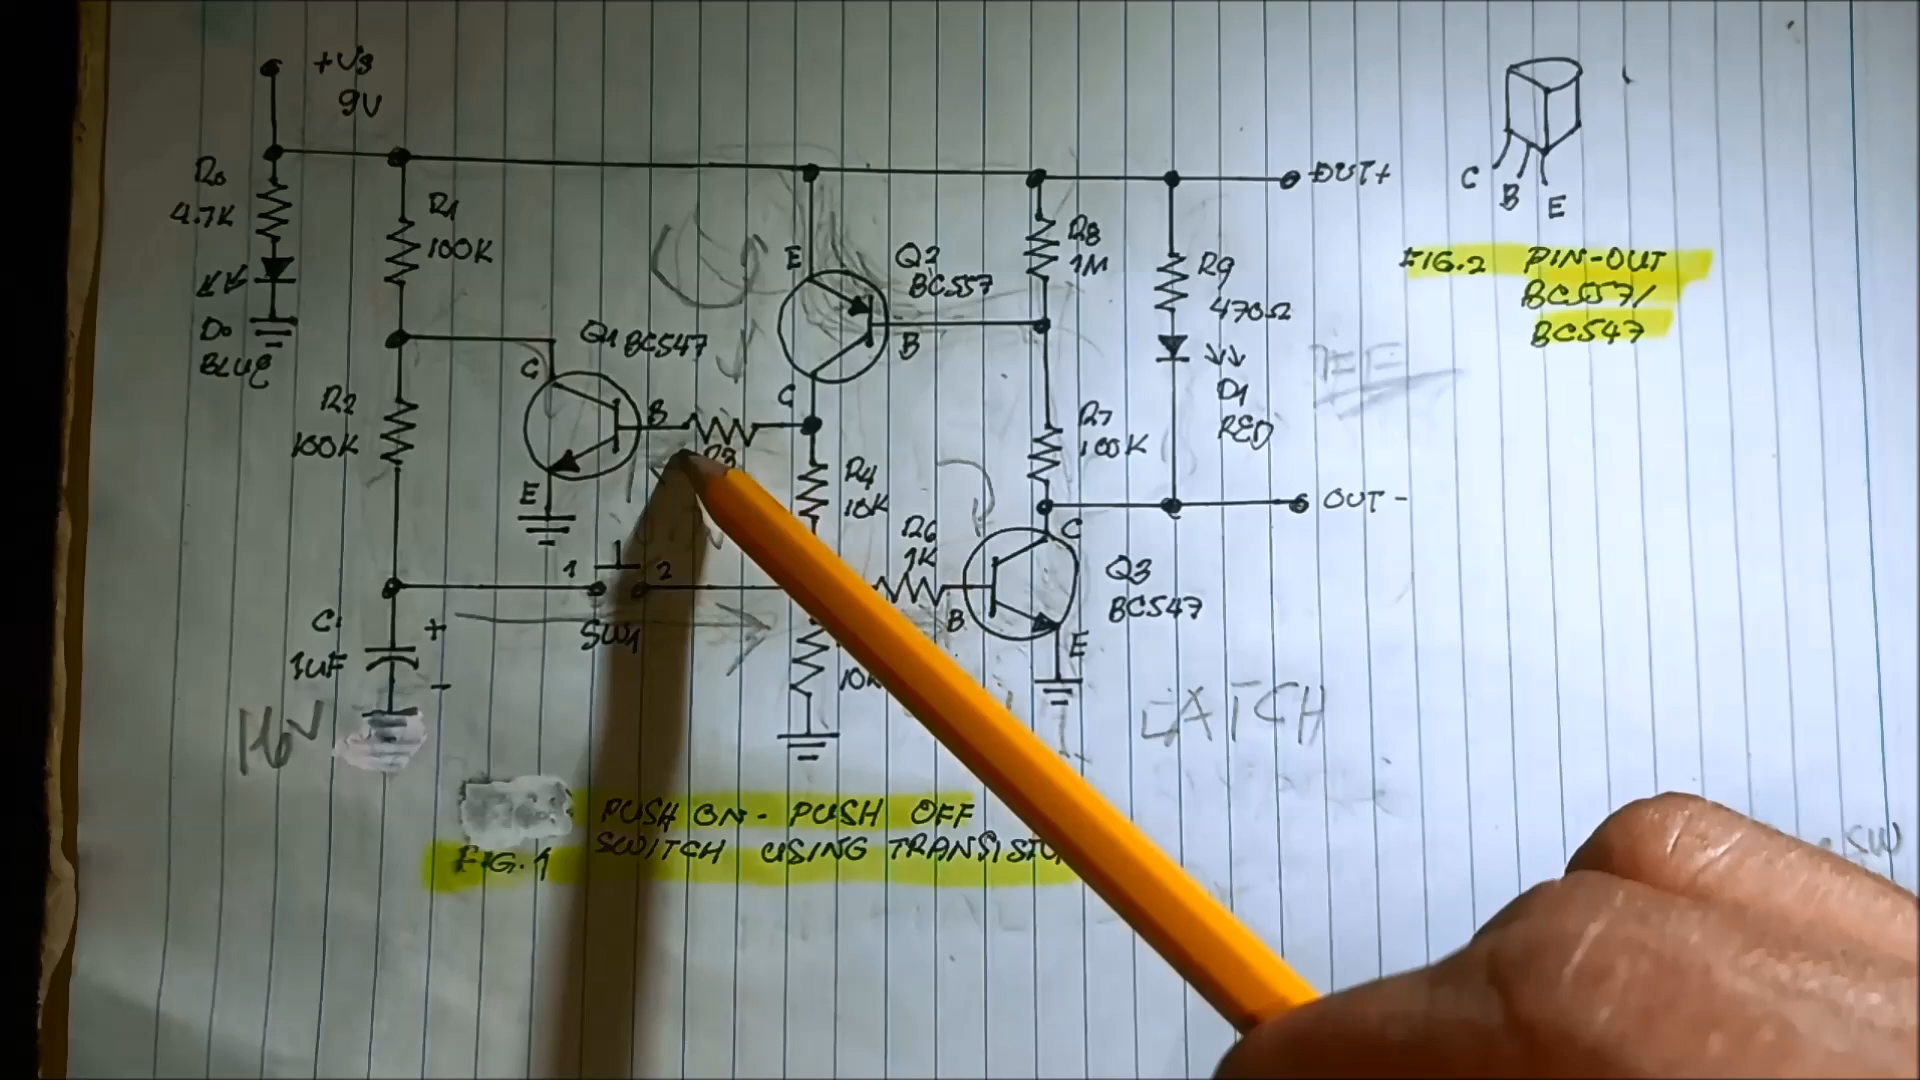 +Vs
9V
R0
4.7K
D0
BLUE
R1
100K
R2
100K
C1
1uF
+
-
16V
Q1 BC547
C
B
E
R3
1
2
SW1
E
Q2
BC557
B
C
R4
10K
10K
R6
1K
R8
1M
R7
100K
R9
470Ω
D1
RED
OUT+
OUT -
C
B
E
Q3
BC547
LATCH
C
B
E
FIG.2 PIN-OUT
BC557/
BC547
PUSH ON - PUSH OFF
FIG.1 SWITCH USING
SW